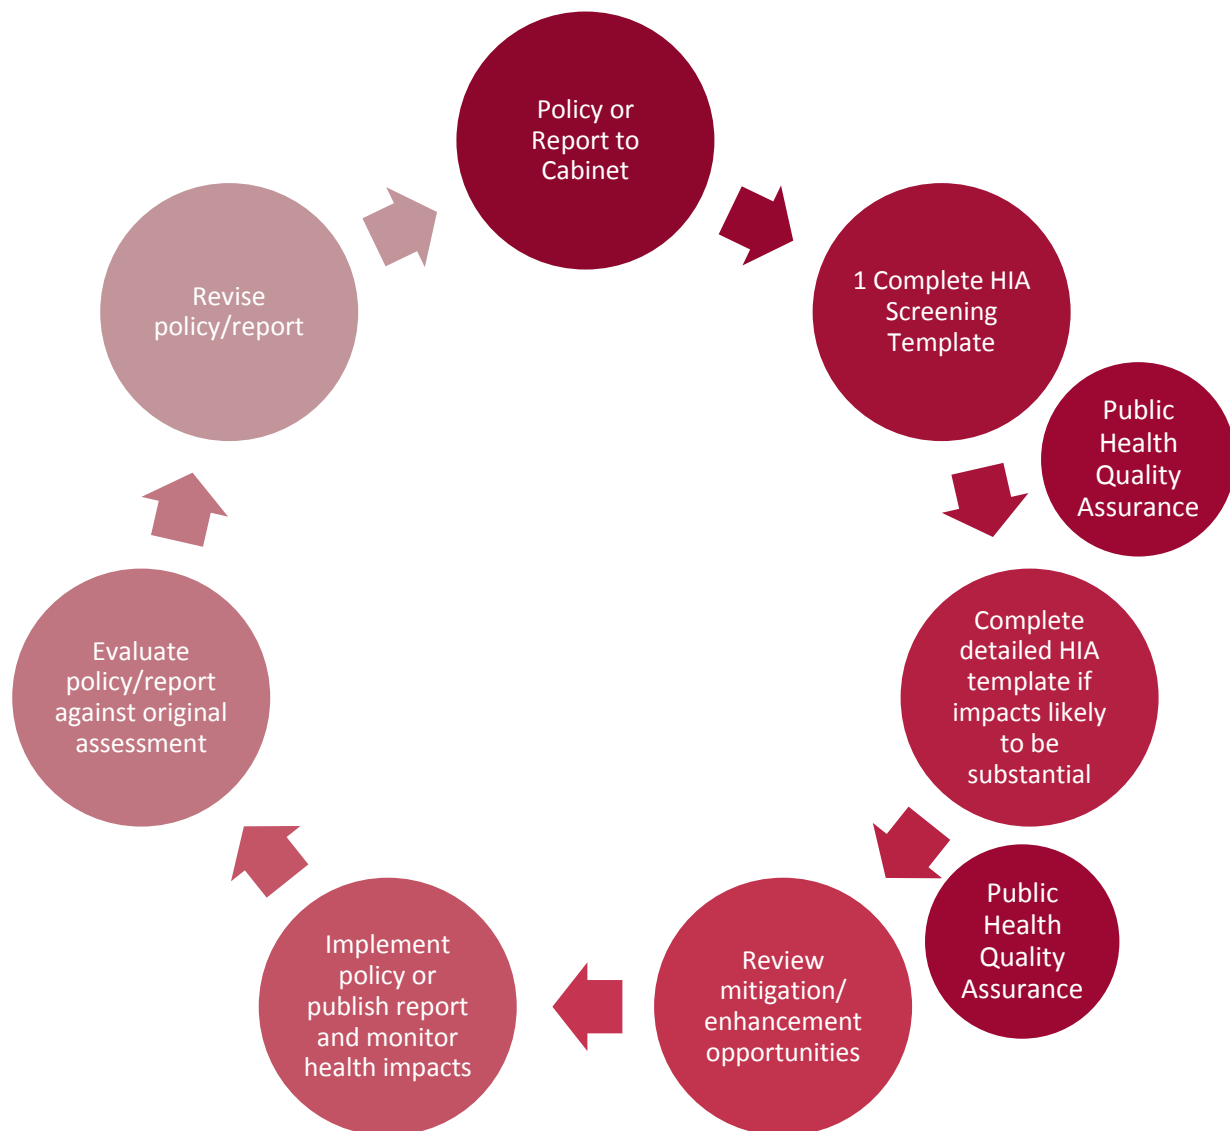 Policy or
Report to
Cabinet
1 Complete HIA
Screening
Template
Public
Health
Quality
Assurance
Complete
detailed HIA
template if
impacts likely
to be
substantial
Public
Health
Quality
Assurance
Review
mitigation/
enhancement
opportunities
Implement
policy or
publish report
and monitor
health impacts
Evaluate
policy/report
against original
assessment
Revise
policy/report